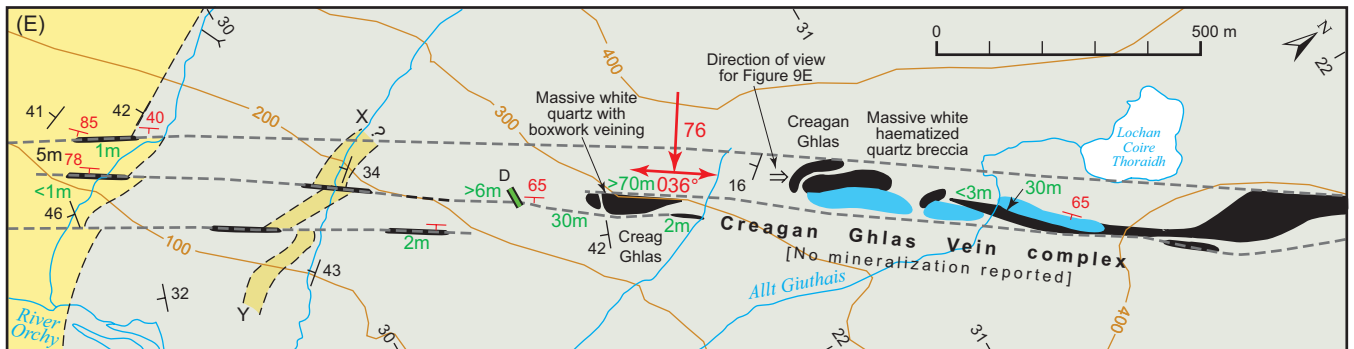 (E)
30
31
N
22
0
500 m
400
41
42
85
40
200
X
?
300
Massive white
quartz with
boxwork veining
76
Direction of view
for Figure 9E
Creagan
Ghlas
Massive white
haematized
quartz breccia
Lochan
Coire
Thoraidh
5m
78
1m
34
D
>6m
65
>70m
036°
16
<3m
30m
65
<1m
46
30m
2m
2m
42
Creag
Ghlas
Creagan Ghlas Vein complex
[No mineralization reported]
100
43
32
Y
Allt Giuthais
400
River
Orchy
30
22
31